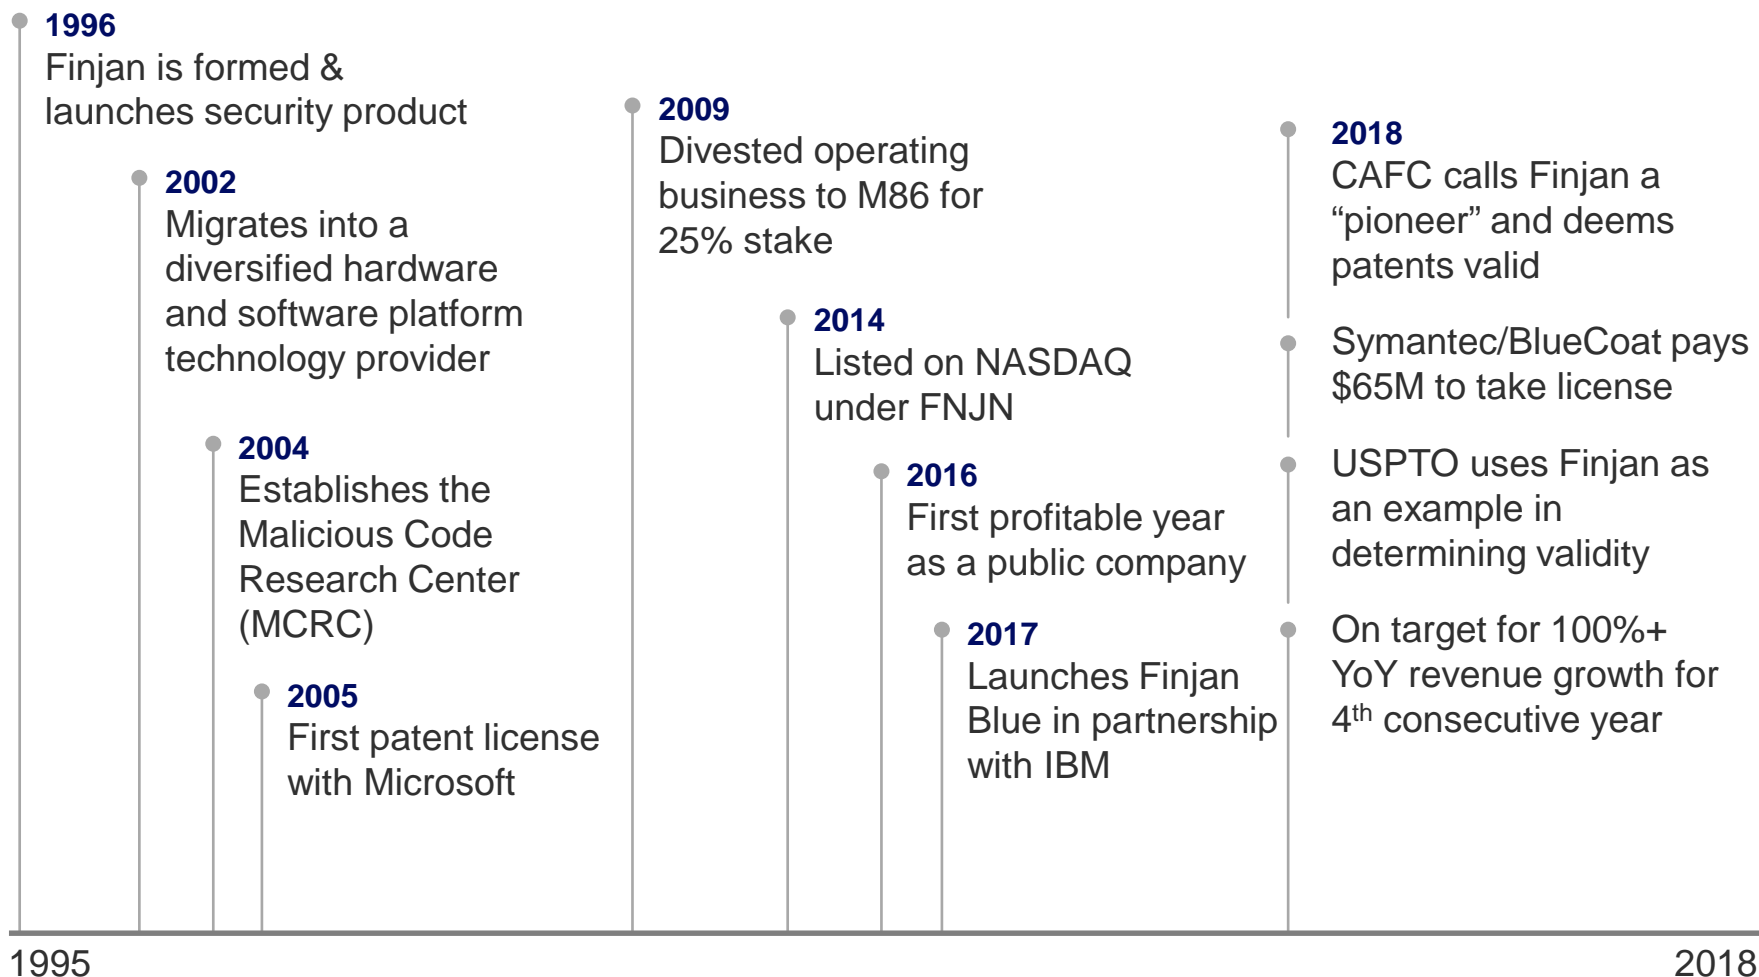 1996
Finjan is formed &
launches security product
2002
Migrates into a
diversified hardware
and software platform
technology provider
2004
Establishes the
Malicious Code
Research Center
(MCRC)
2005
First patent license
with Microsoft
2009
Divested operating
business to M86 for
25% stake
2014
Listed on NASDAQ
under FNJN
2016
First profitable year
as a public company
2017
Launches Finjan
Blue in partnership
with IBM
2018
CAFC calls Finjan a
“pioneer” and deems
patents valid
Symantec/BlueCoat pays
$65M to take license
USPTO uses Finjan as
an example in
determining validity
On target for 100%+
YoY revenue growth for
4th consecutive year
1995
2018